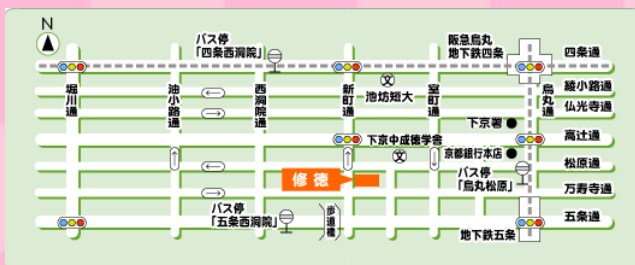 N
バス停
「四条西洞院」
阪急烏丸
地下鉄四条
四条通
堀川通
油小路通
西洞院通
新町通
室町通
烏丸通
池坊短大
綾小路通
仏光寺通
下京署
下京中成徳学舎
高辻通
京都銀行本店
松原通
修徳
バス停
「烏丸松原」
万寿寺通
バス停
「五条西洞院」
歩道橋
五条通
地下鉄五条